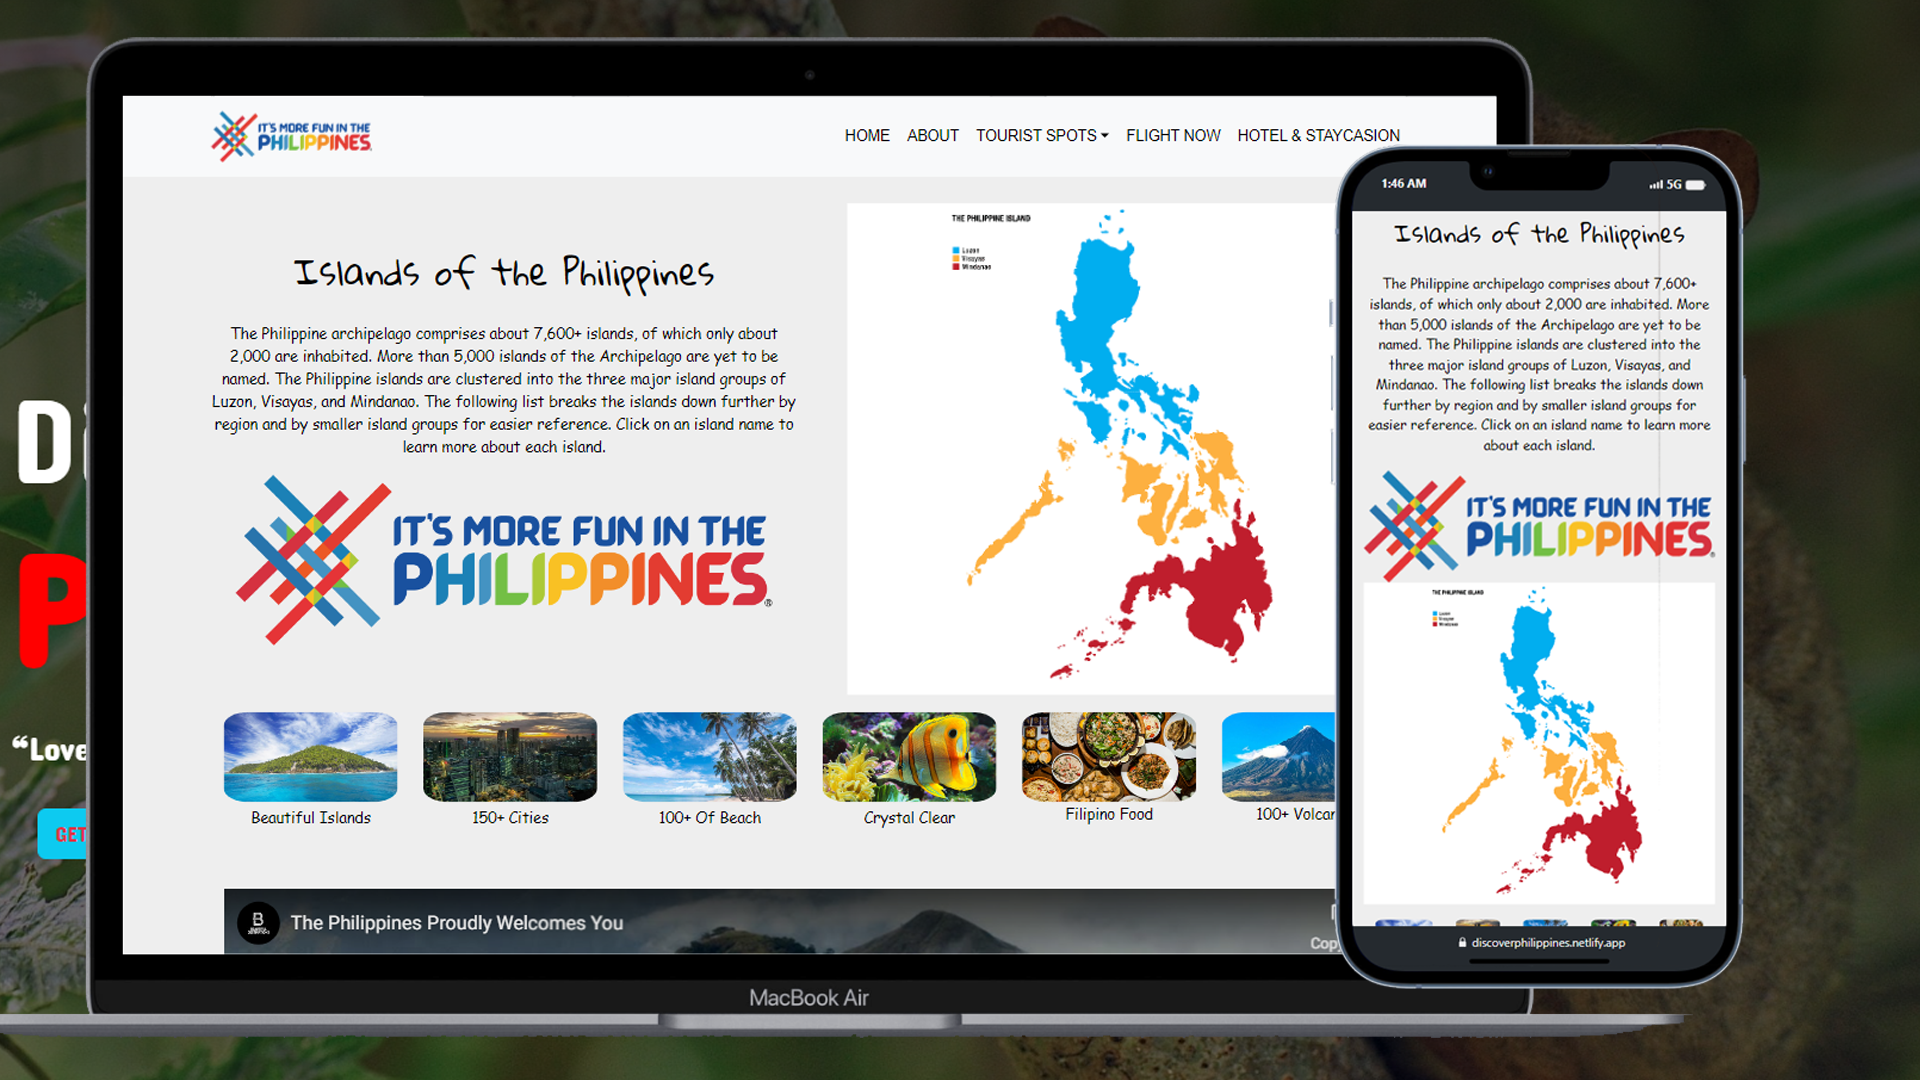 IT'S MORE FUN IN THE
PHILIPPINES
HOME ABOUT TOURIST SPOTS FLIGHT NOW HOTEL & STAYCASION
Islands of the Philippines
The Philippine archipelago comprises about 7,600+ islands, of which only about
2,000 are inhabited. More than 5,000 islands of the Archipelago are yet to be
named. The Philippine islands are clustered into the three major island groups of
Luzon, Visayas, and Mindanao. The following list breaks the islands down further by
region and by smaller island groups for easier reference. Click on an island name to
learn more about each island.
IT'S MORE FUN IN THE
PHILIPPINES®
THE PHILIPPINE ISLAND
Luzon
Visayas
Mindanao
Beautiful Islands
150+ Cities
100+ Of Beach
Crystal Clear
Filipino Food
100+ Volcan
B
The Philippines Proudly Welcomes You
Cop
MacBook Air
Di
P
“Love
GET
1:46 AM 5G
Islands of the Philippines
The Philippine archipelago comprises about 7,600+
islands, of which only about 2,000 are inhabited. More
than 5,000 islands of the Archipelago are yet to be
named. The Philippine islands are clustered into the
three major island groups of Luzon, Visayas, and
Mindanao. The following list breaks the islands down
further by region and by smaller island groups for
easier reference. Click on an island name to learn more
about each island.
IT'S MORE FUN IN THE
PHILIPPINES®
THE PHILIPPINE ISLAND
Luzon
Visayas
Mindanao
discoverphilippines.netlify.app